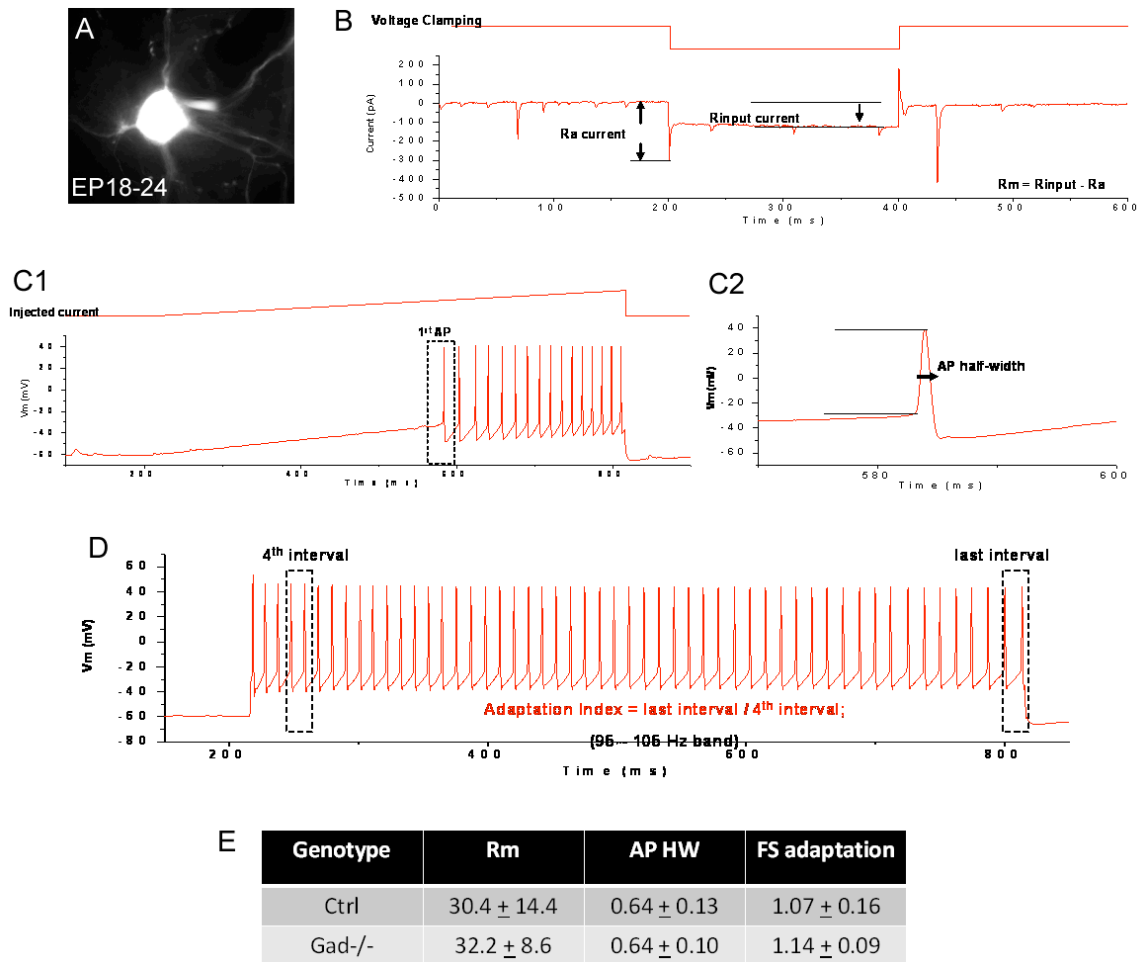 A
EP18-24
B
Voltage Clamping
200
100
0
-100
-200
-300
-400
-500
Current (pA)
Ra current
Rinput current
Rm = Rinput - Ra
0 100 200 300 400 500 600
Time (ms)
C1
Injected current
1st AP
40
20
0
-20
-40
-60
Vm (mV)
200 400 600 800
Time (ms)
C2
40
20
0
-20
-40
-60
Vm(mV)
AP half-width
580 600
Time (ms)
D
4th interval
last interval
60
40
20
0
-20
-40
-60
-80
Vm (mV)
Adaptation Index = last interval / 4th interval;
(95-- 105 Hz band)
200 400 600 800
Time (ms)
E
Genotype Rm AP HW FS adaptation
Ctrl 30.4 ± 14.4 0.64 ± 0.13 1.07 ± 0.16
Gad-/- 32.2 ± 8.6 0.64 ± 0.10 1.14 ± 0.09